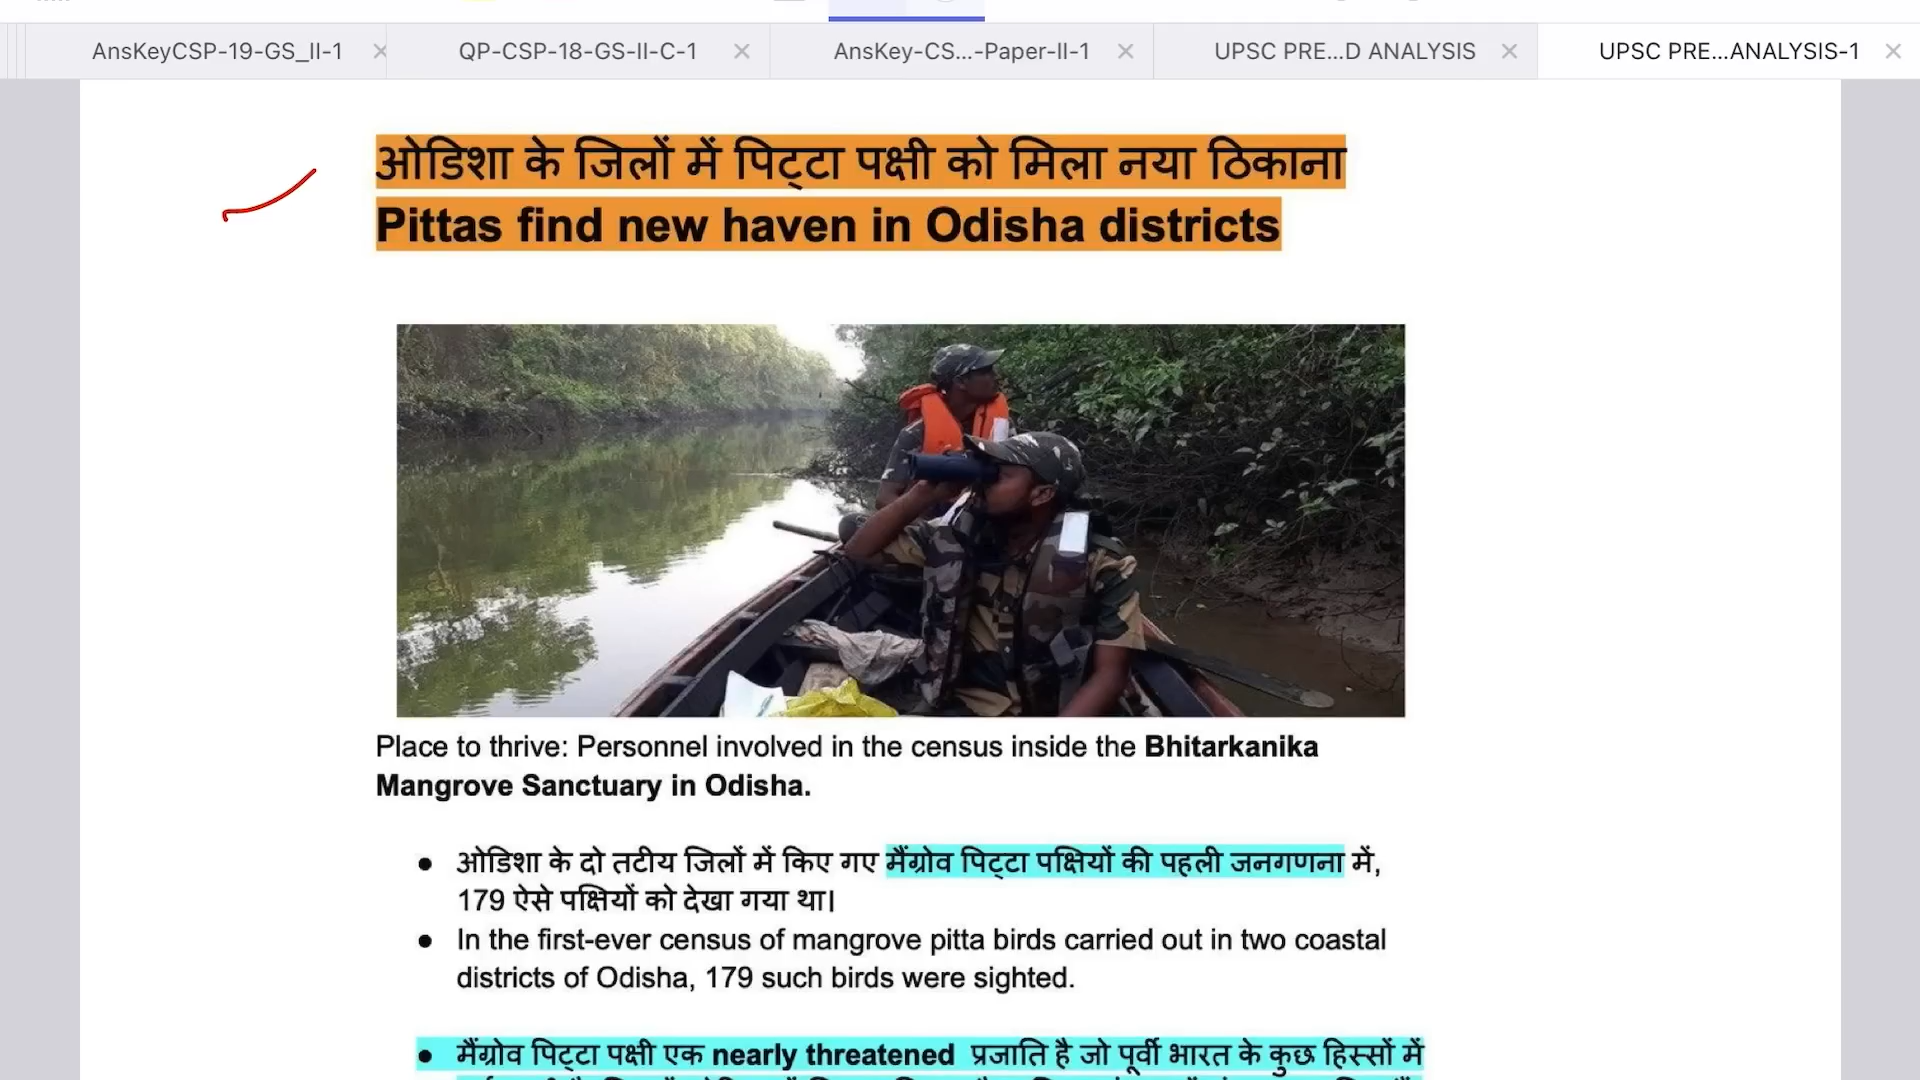 AnsKeyCSP-19-GS_II-1
QP-CSP-18-GS-II-C-1
AnsKey-CS...-Paper-II-1
UPSC PRE...D ANALYSIS
UPSC PRE...ANALYSIS-1
ओडिशा के जिलों में पिट्टा पक्षी को मिला नया ठिकाना
Pittas find new haven in Odisha districts
Place to thrive: Personnel involved in the census inside the Bhitarkanika
Mangrove Sanctuary in Odisha.
● ओडिशा के दो तटीय जिलों में किए गए मैंग्रोव पिट्टा पक्षियों की पहली जनगणना में,
179 ऐसे पक्षियों को देखा गया था।
● In the first-ever census of mangrove pitta birds carried out in two coastal
districts of Odisha, 179 such birds were sighted.
● मैंग्रोव पिट्टा पक्षी एक nearly threatened प्रजाति है जो पूर्वी भारत के कुछ हिस्सों में